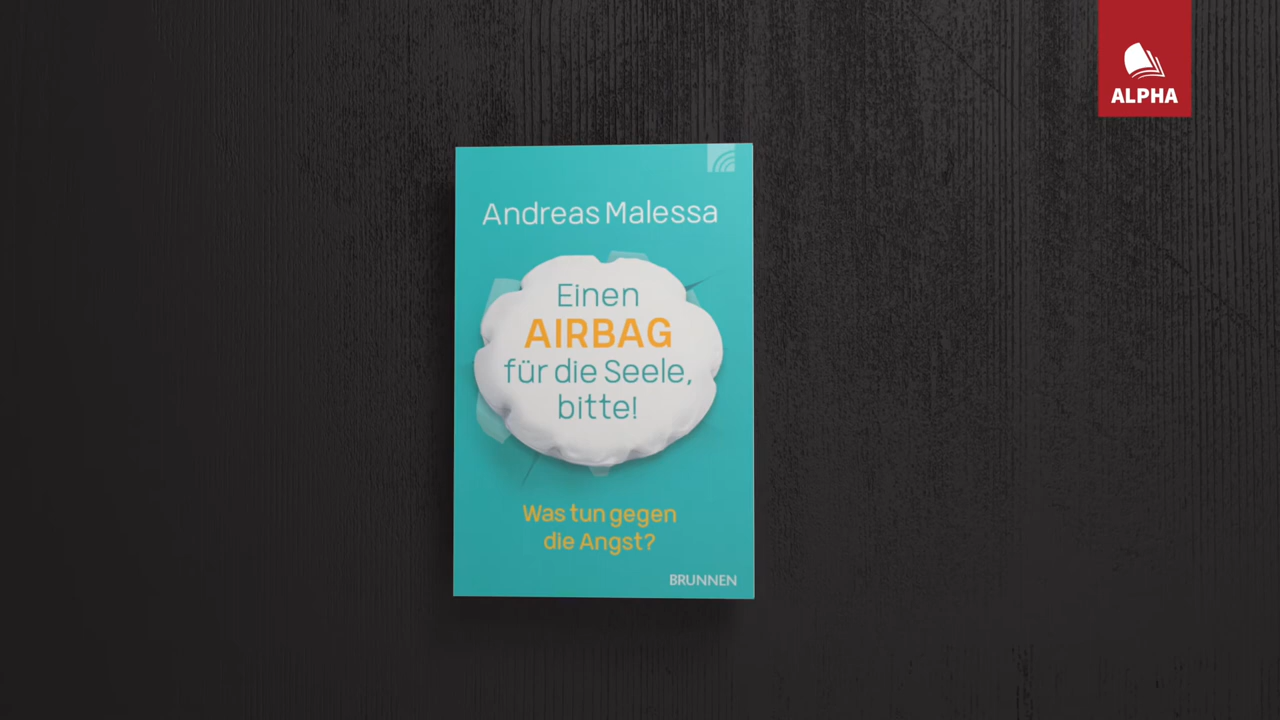 ALPHA
Andreas Malessa
Einen
AIRBAG
für die Seele,
bitte!
Was tun gegen
die Angst?
BRUNNEN